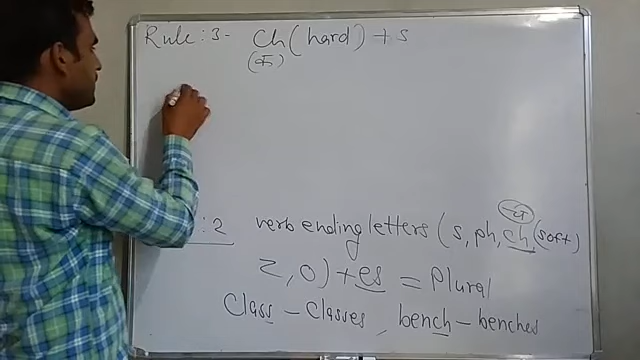 Rule:3- Ch(hard)+s
(क)
:2 verb ending letters (s, ph, ch (soft)
च
z, o) + es = Plural
Class - Classes, bench - benches